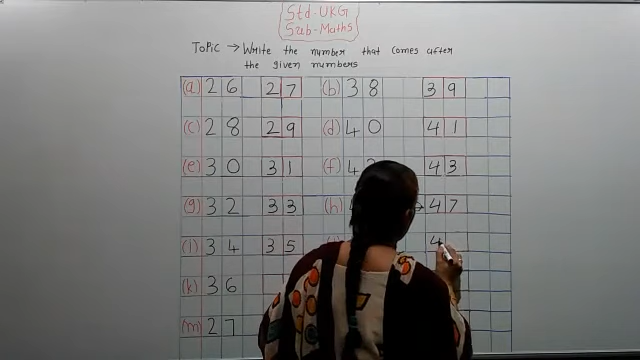 Std-UKG
Sub-Maths
Topic → Write the number that comes after
the given numbers
(a) 26 27 (b) 38 39
(c) 28 29 (d) 40 41
(e) 30 31 (f) 4 43
(g) 32 33 (h) → 47
(i) 34 35 4
(k) 36
(m) 27